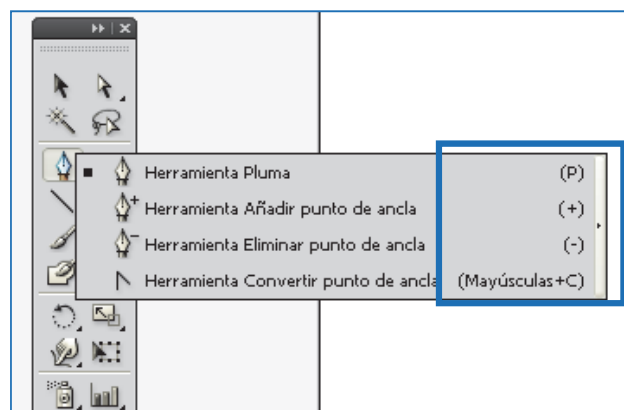 Herramienta Pluma (P)
Herramienta Añadir punto de ancla (+)
Herramienta Eliminar punto de ancla (-)
Herramienta Convertir punto de ancla (Mayúsculas+C)